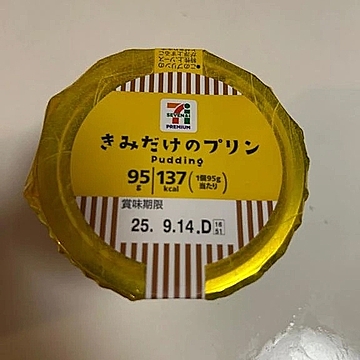 7
SEVEN&i
PREMIUM
きみだけのプリン
Pudding
95g
137kcal
(1個95g当たり)
賞味期限
25. 9.14.D